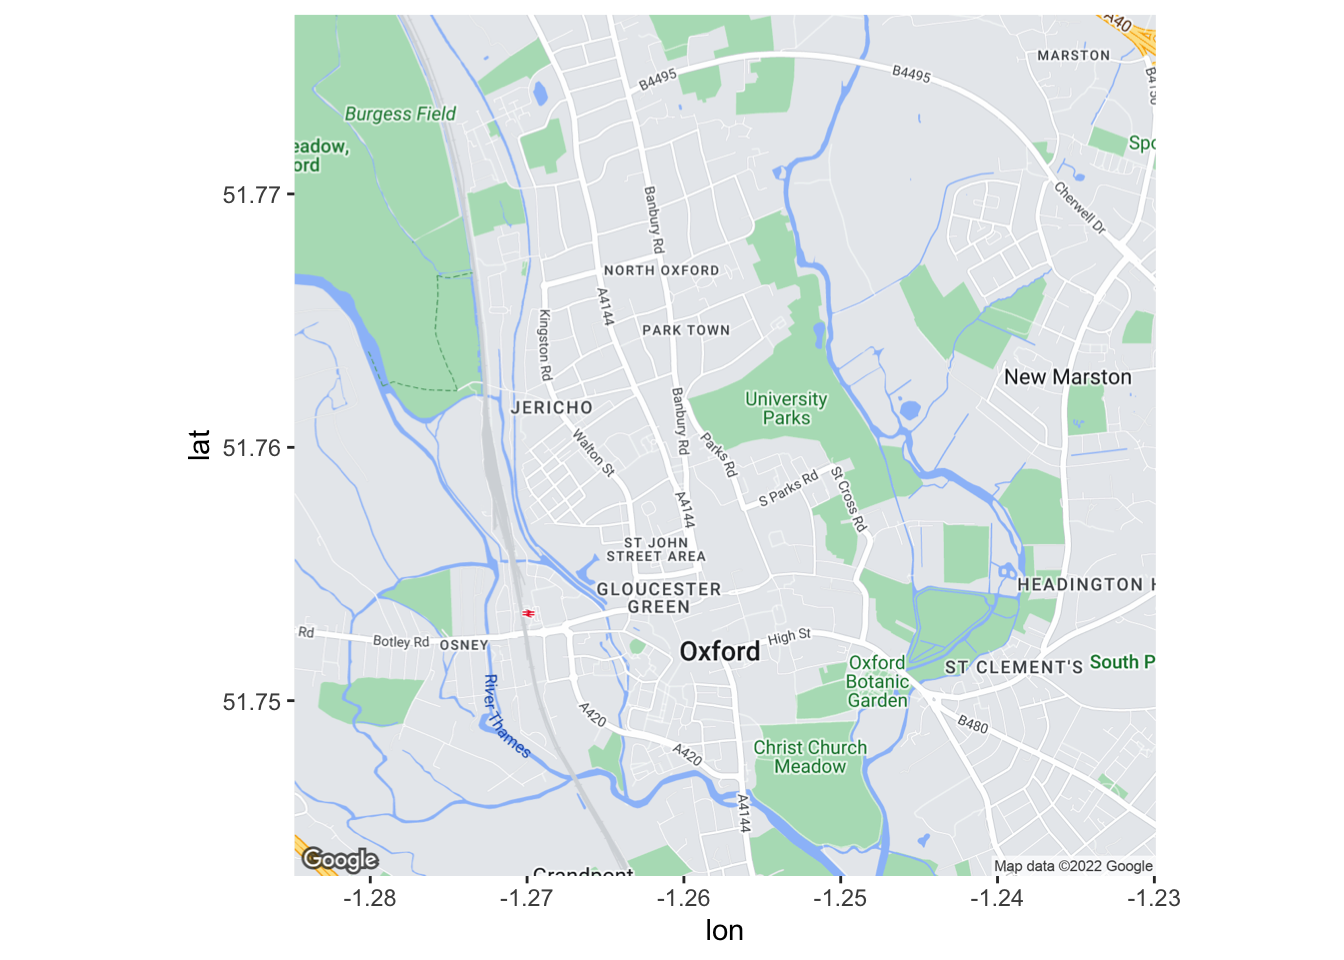 A40
MARSTON
B4495
B4495
Burgess Field
eadow,
ord
Spo
51.77
Banbury Rd
Cherwell Dr
NORTH OXFORD
A4144
Kingston Rd
PARK TOWN
New Marston
JERICHO
University
Parks
Banbury Rd
lat
51.76
Walton St
Parks Rd
S Parks Rd
St Cross Rd
A4144
ST JOHN
STREET AREA
HEADINGTON H
GLOUCESTER
GREEN
Rd
Botley Rd
OSNEY
High St
Oxford
Oxford
Botanic
Garden
ST CLEMENT'S
South P
51.75
River Thames
A420
B480
A420
Christ Church
Meadow
A4144
Google
Grandpont
Map data ©2022 Google
-1.28
-1.27
-1.26
-1.25
-1.24
-1.23
lon